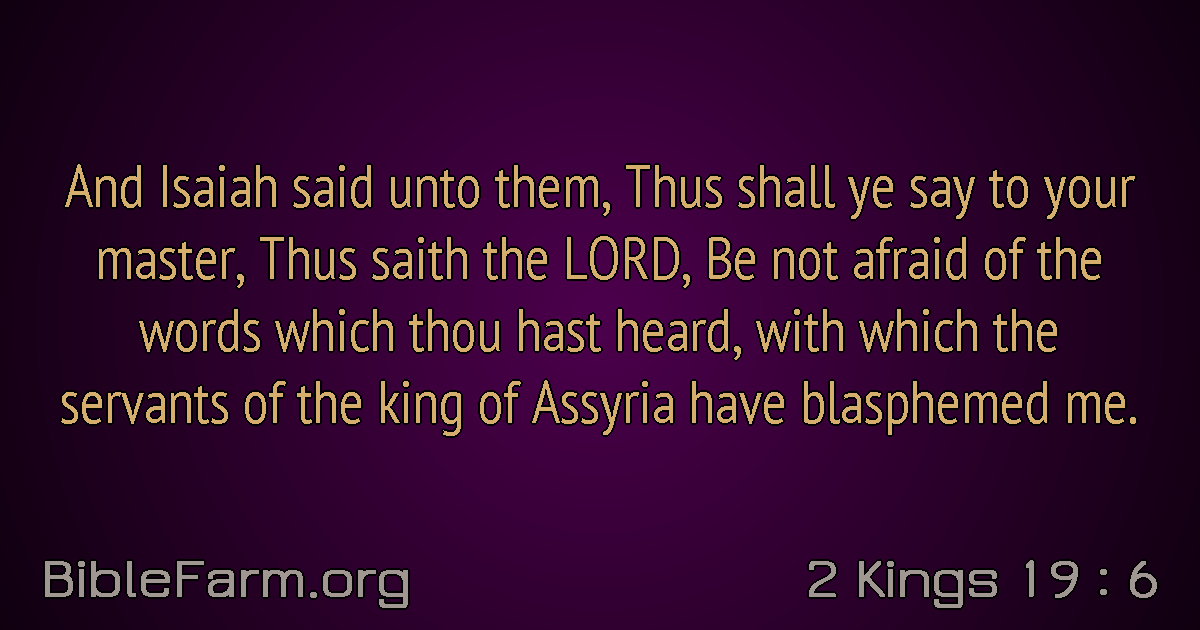 And Isaiah said unto them, Thus shall ye say to your
master, Thus saith the LORD, Be not afraid of the
words which thou hast heard, with which the
servants of the king of Assyria have blasphemed me.
BibleFarm.org
2 Kings 19 : 6